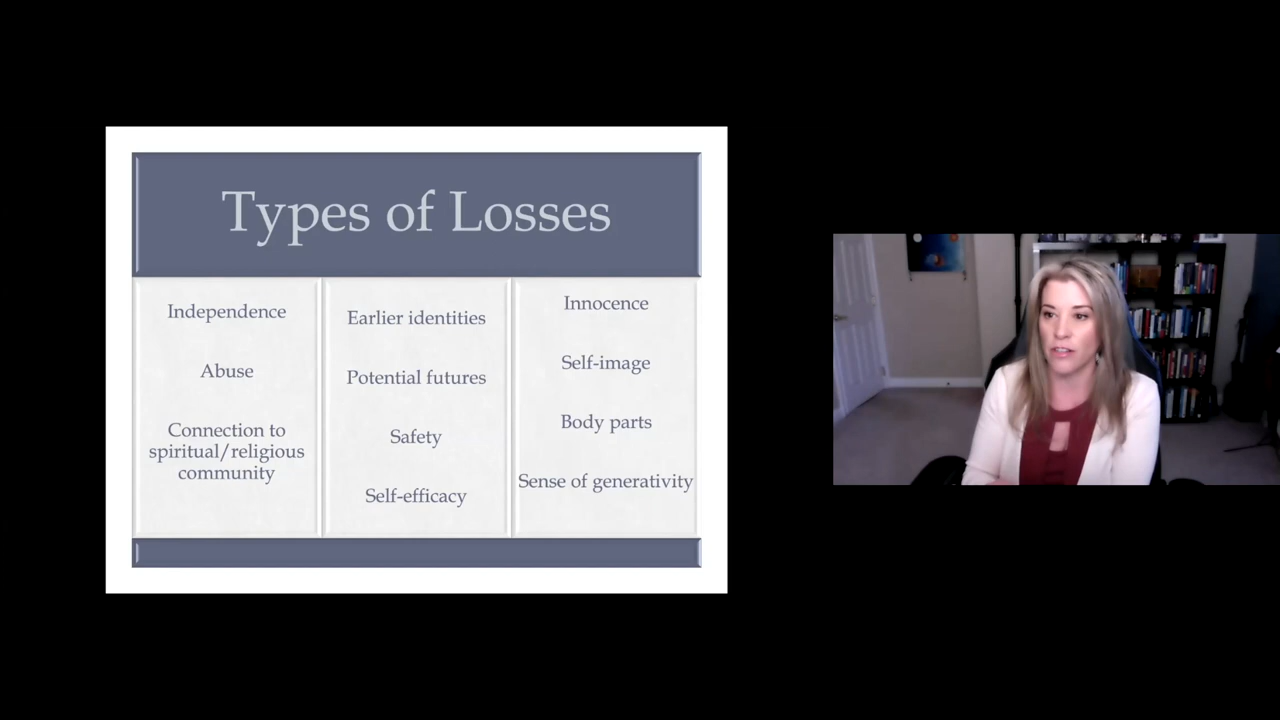 Types of Losses
Independence
Abuse
Connection to
spiritual/religious
community
Earlier identities
Potential futures
Safety
Self-efficacy
Innocence
Self-image
Body parts
Sense of generativity